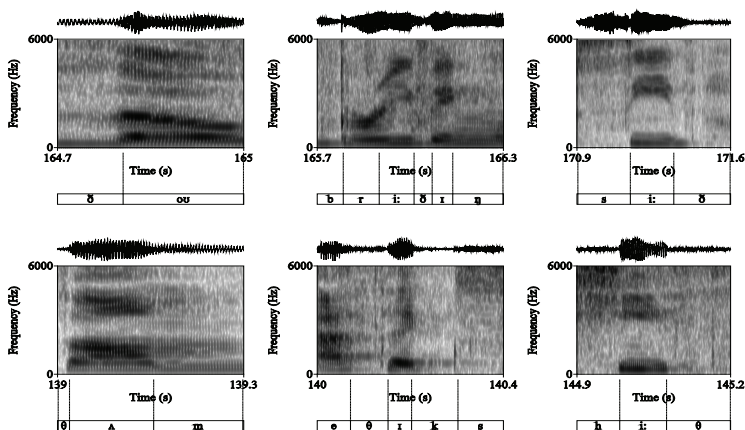 6000 6000 6000
Frequency (Hz) Frequency (Hz) Frequency (Hz)
0 0 0
164.7 165 165.7 166.3 170.9 171.6
Time (s) Time (s) Time (s)
ð oʊ b r iː ð ɪ ŋ s iː ð
6000 6000 6000
Frequency (Hz) Frequency (Hz) Frequency (Hz)
0 0 0
139 139.3 140 140.4 144.9 145.2
Time (s) Time (s) Time (s)
θ ʌ m e θ ɪ k s h iː θ